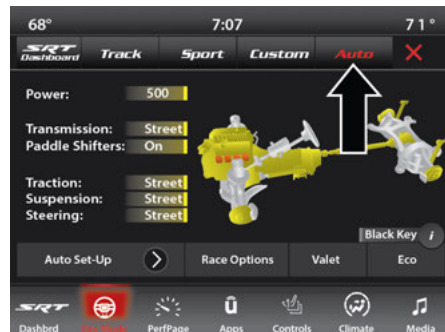 68° 7:07 71°
SRT Dashboard Track Sport Custom Auto
Power: 500
Transmission: Street
Paddle Shifters: On
Traction: Street
Suspension: Street
Steering: Street
Black Key i
Auto Set-Up Race Options Valet Eco
SRT
Dashbrd PerfPage Apps Controls Climate Media